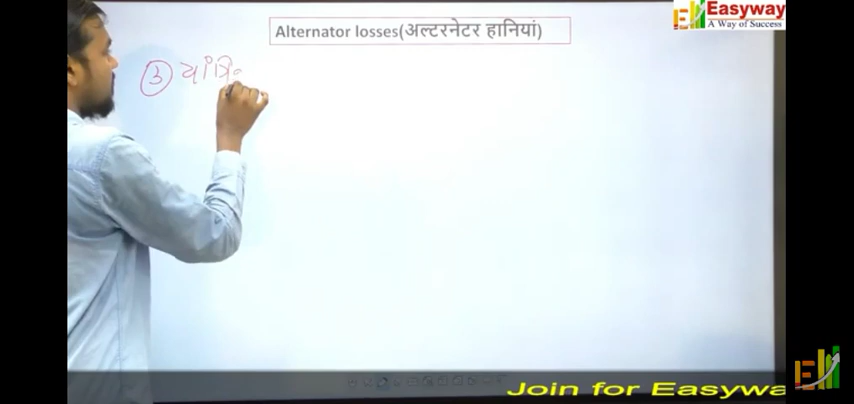 Easyway
A Way of Success
Alternator losses(अल्टरनेटर हानियां)
③ यांत्रि
Join for Easywa